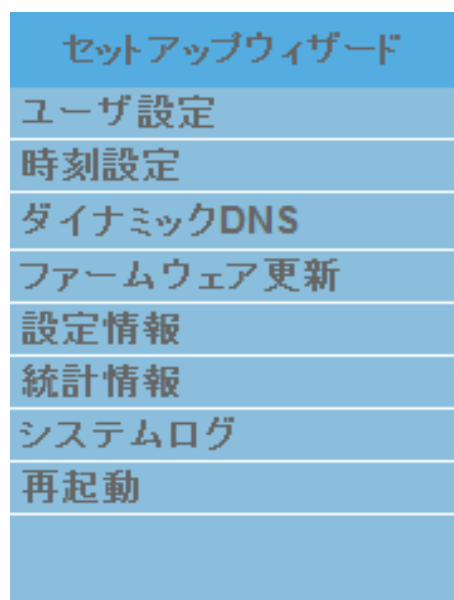 セットアップウィザード
ユーザ設定
時刻設定
ダイナミックDNS
ファームウェア更新
設定情報
統計情報
システムログ
再起動